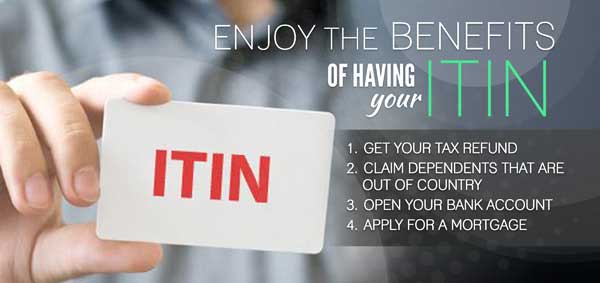 ENJOY THE BENEFITS
OF HAVING
your
ITIN
ITIN
1. GET YOUR TAX REFUND
2. CLAIM DEPENDENTS THAT ARE
OUT OF COUNTRY
3. OPEN YOUR BANK ACCOUNT
4. APPLY FOR A MORTGAGE